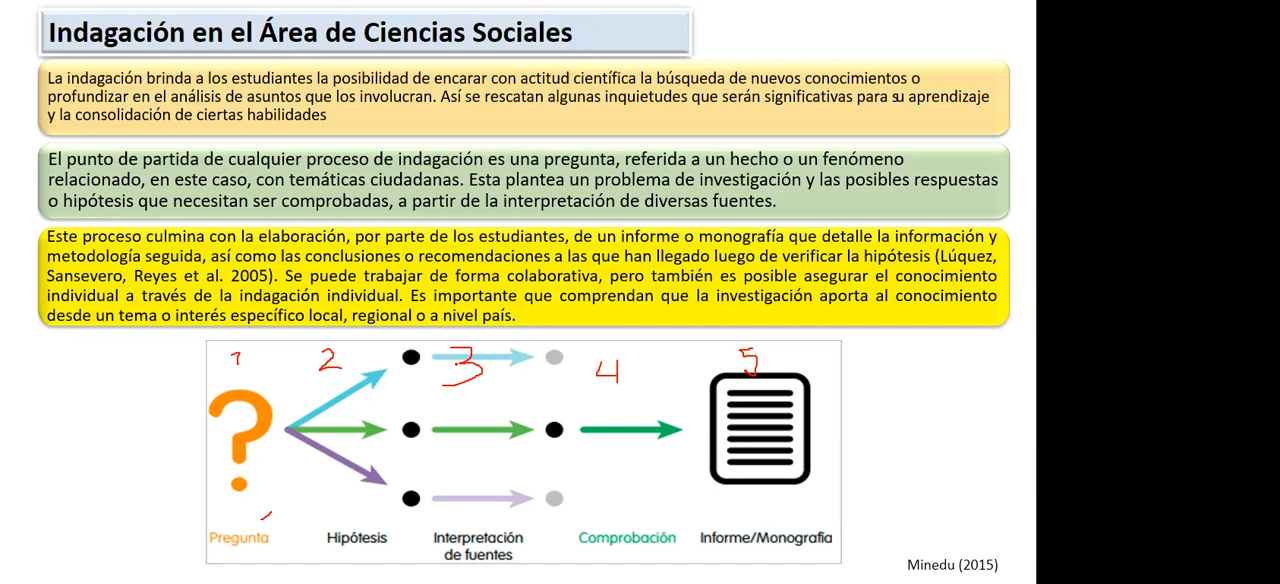 Indagación en el Área de Ciencias Sociales
La indagación brinda a los estudiantes la posibilidad de encarar con actitud científica la búsqueda de nuevos conocimientos o
profundizar en el análisis de asuntos que los involucran. Así se rescatan algunas inquietudes que serán significativas para su aprendizaje
y la consolidación de ciertas habilidades
El punto de partida de cualquier proceso de indagación es una pregunta, referida a un hecho o un fenómeno
relacionado, en este caso, con temáticas ciudadanas. Esta plantea un problema de investigación y las posibles respuestas
o hipótesis que necesitan ser comprobadas, a partir de la interpretación de diversas fuentes.
Este proceso culmina con la elaboración, por parte de los estudiantes, de un informe o monografía que detalle la información y
metodología seguida, así como las conclusiones o recomendaciones a las que han llegado luego de verificar la hipótesis (Lúquez,
Sansevero, Reyes et al. 2005). Se puede trabajar de forma colaborativa, pero también es posible asegurar el conocimiento
individual a través de la indagación individual. Es importante que comprendan que la investigación aporta al conocimiento
desde un tema o interés específico local, regional o a nivel país.
1 2 3 4 5
?
Pregunta Hipótesis Interpretación Comprobación Informe/Monografía
de fuentes
Minedu (2015)